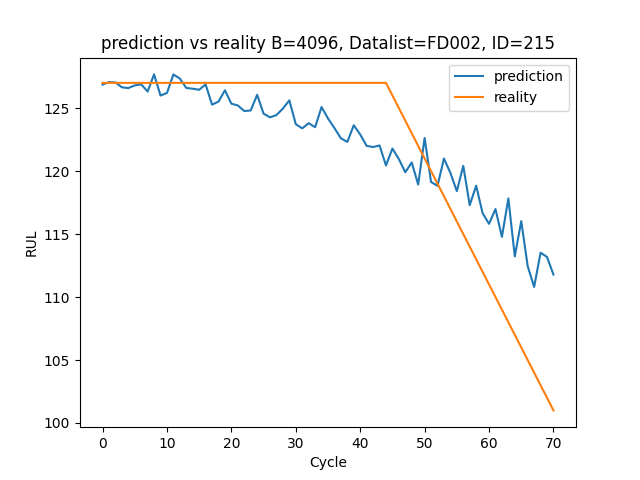 prediction vs reality B=4096, Datalist=FD002, ID=215
prediction
reality
RUL
125
120
115
110
105
100
0 10 20 30 40 50 60 70
Cycle